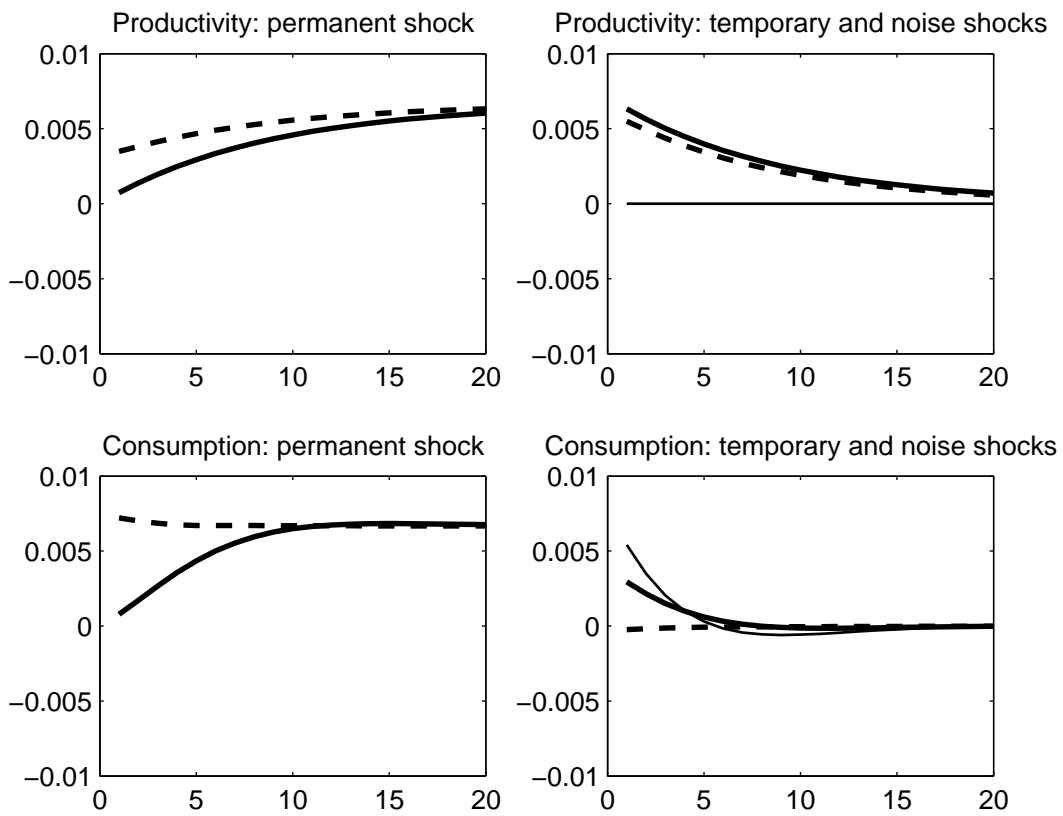 Productivity: permanent shock
0.01
0.005
0
−0.005
−0.01
0 5 10 15 20
Productivity: temporary and noise shocks
0.01
0.005
0
−0.005
−0.01
0 5 10 15 20
Consumption: permanent shock
0.01
0.005
0
−0.005
−0.01
0 5 10 15 20
Consumption: temporary and noise shocks
0.01
0.005
0
−0.005
−0.01
0 5 10 15 20